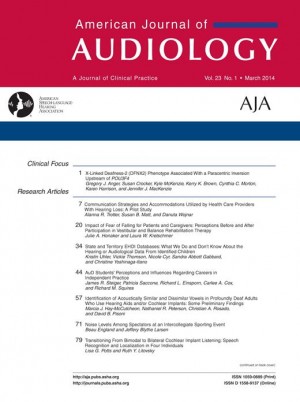 American Journal of
AUDIOLOGY
A Journal of Clinical Practice
Vol. 23 No. 1 • March 2014
AMERICAN
SPEECH-LANGUAGE-
HEARING
ASSOCIATION
AJA
Clinical Focus
1 X-Linked Deafness-2 (DFNX2) Phenotype Associated With a Paracentric Inversion
Upstream of POU3F4
Gregory J. Anger, Susan Crocker, Kyle McKenzie, Kerry K. Brown, Cynthia C. Morton,
Karen Harrison, and Jennifer J. MacKenzie
Research Articles
7 Communication Strategies and Accommodations Utilized by Health Care Providers
With Hearing Loss: A Pilot Study
Alanna R. Trotter, Susan B. Matt, and Danuta Wojnar
20 Impact of Fear of Falling for Patients and Caregivers: Perceptions Before and After
Participation in Vestibular and Balance Rehabilitation Therapy
Julie A. Honaker and Laura W. Kretschmer
34 State and Territory EHDI Databases: What We Do and Don't Know About the
Hearing or Audiological Data From Identified Children
Kristin Uhler, Vickie Thomson, Nicole Cyr, Sandra Abbott Gabbard,
and Christine Yoshinaga-Itano
44 AuD Students' Perceptions and Influences Regarding Careers in
Independent Practice
James R. Steiger, Patricia Saccone, Richard L. Einsporn, Carlee A. Cox,
and Richard M. Squires
57 Identification of Acoustically Similar and Dissimilar Vowels in Profoundly Deaf Adults
Who Use Hearing Aids and/or Cochlear Implants: Some Preliminary Findings
Marcia J. Hay-McCutcheon, Nathaniel R. Peterson, Christian A. Rosado,
and David B. Pisoni
71 Noise Levels Among Spectators at an Intercollegiate Sporting Event
Beau England and Jeffery Blythe Larsen
79 Transitioning From Bimodal to Bilateral Cochlear Implant Listening: Speech
Recognition and Localization in Four Individuals
Lisa G. Potts and Ruth Y. Litovsky
http://aja.pubs.asha.org
ISSN 1059-0889 (Print)
http://journals.pubs.asha.org
ISSN O 1558-9137 (Online)